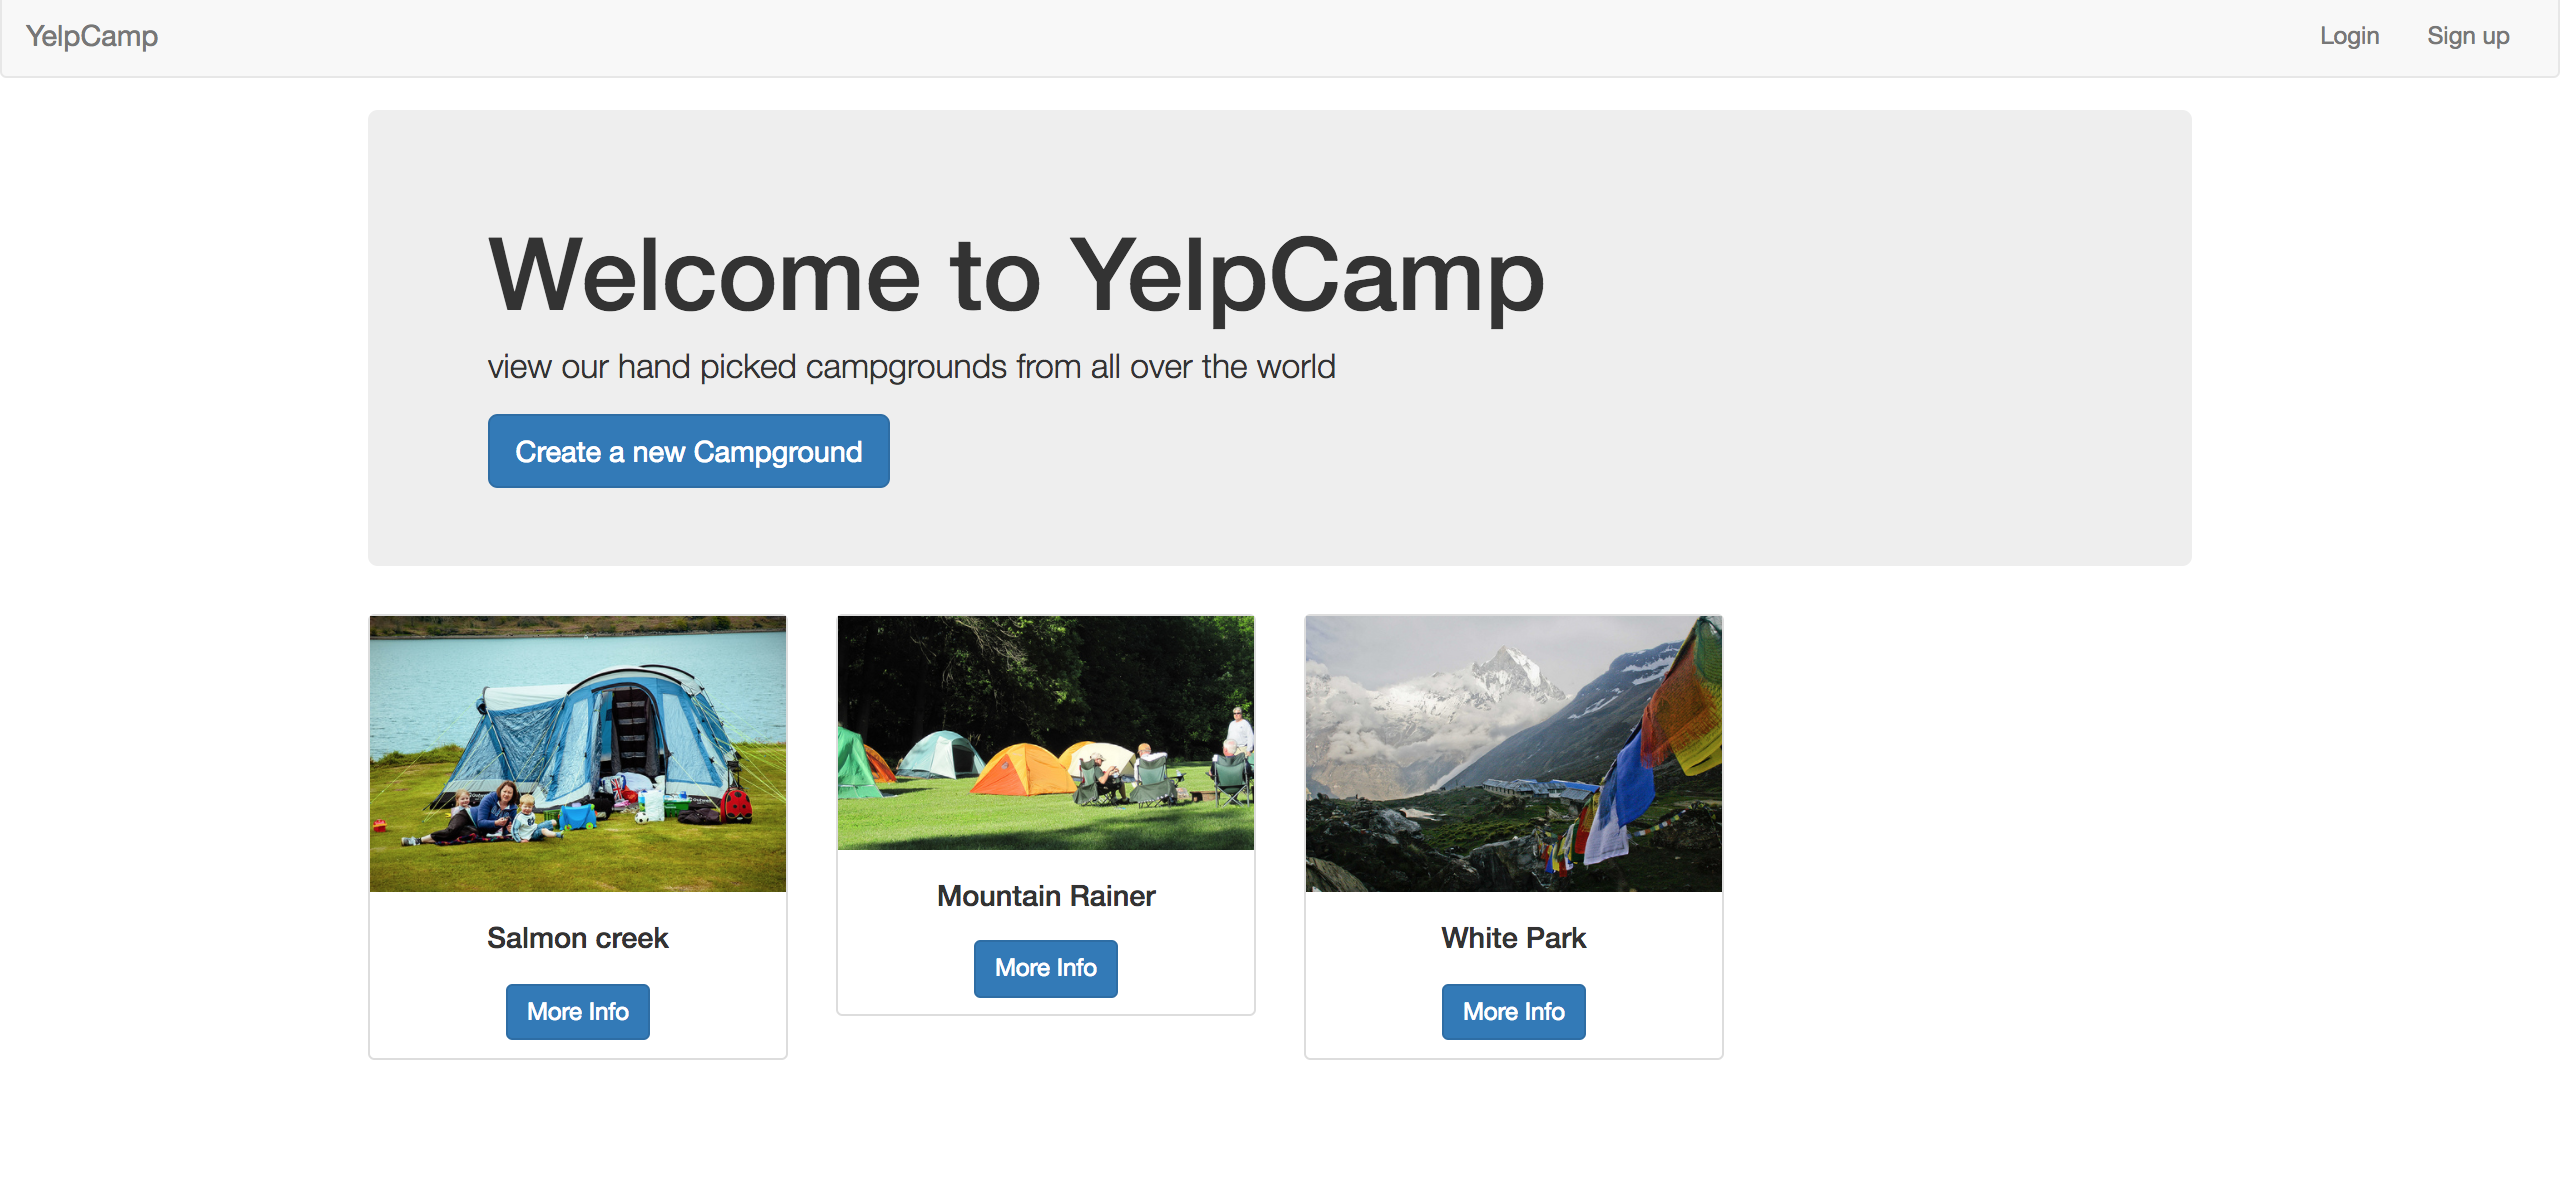 YelpCamp
Login
Sign up
Welcome to YelpCamp
view our hand picked campgrounds from all over the world
Create a new Campground
Salmon creek
More Info
Mountain Rainer
More Info
White Park
More Info